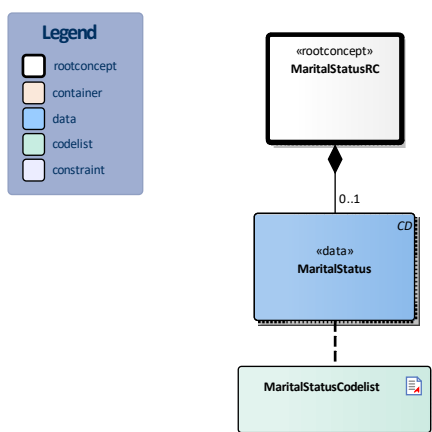 Legend
rootconcept
container
data
codelist
constraint
«rootconcept»
MaritalStatusRC
0..1
CD
«data»
MaritalStatus
MaritalStatusCodelist